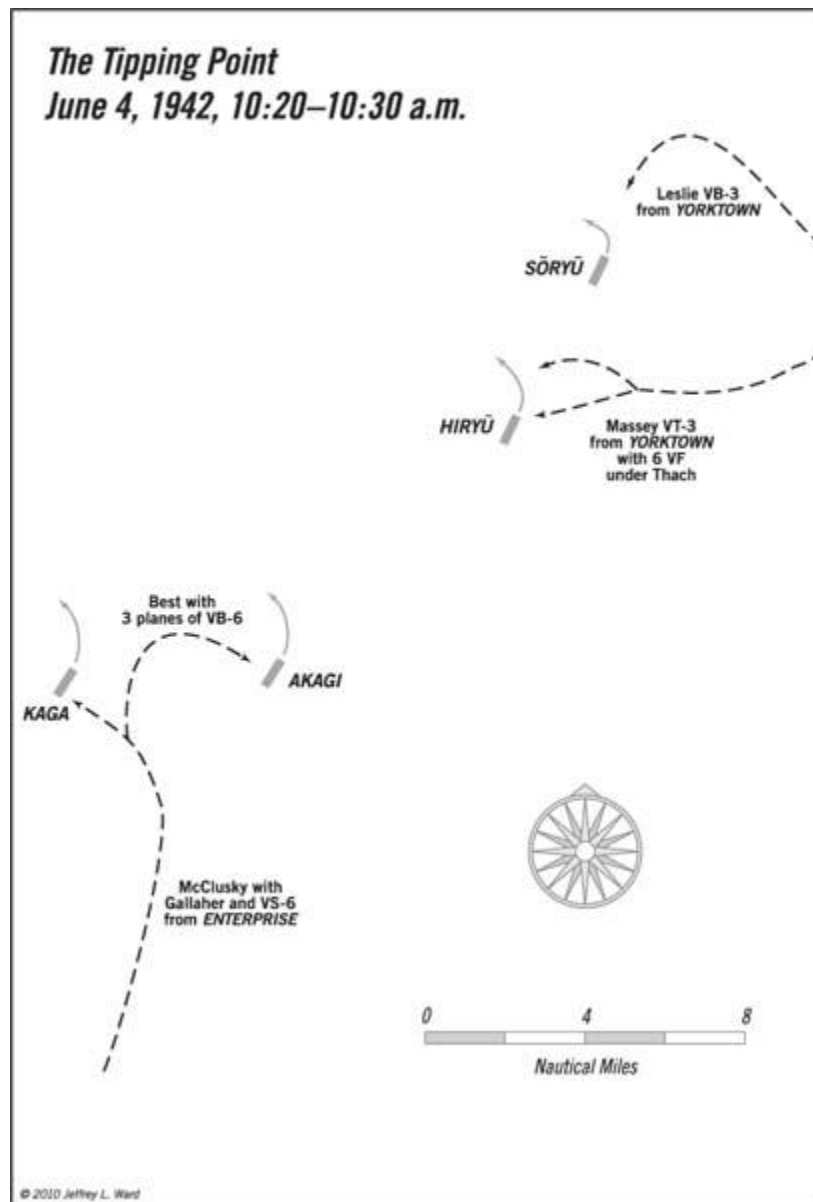 The Tipping Point
June 4, 1942, 10:20–10:30 a.m.
Leslie VB-3
from YORKTOWN
SŌRYŪ
HIRYŪ
Massey VT-3
from YORKTOWN
with 6 VF
under Thach
Best with
3 planes of VB-6
AKAGI
KAGA
McClusky with
Gallaher and VS-6
from ENTERPRISE
0 4 8
Nautical Miles
© 2010 Jeffrey L. Ward